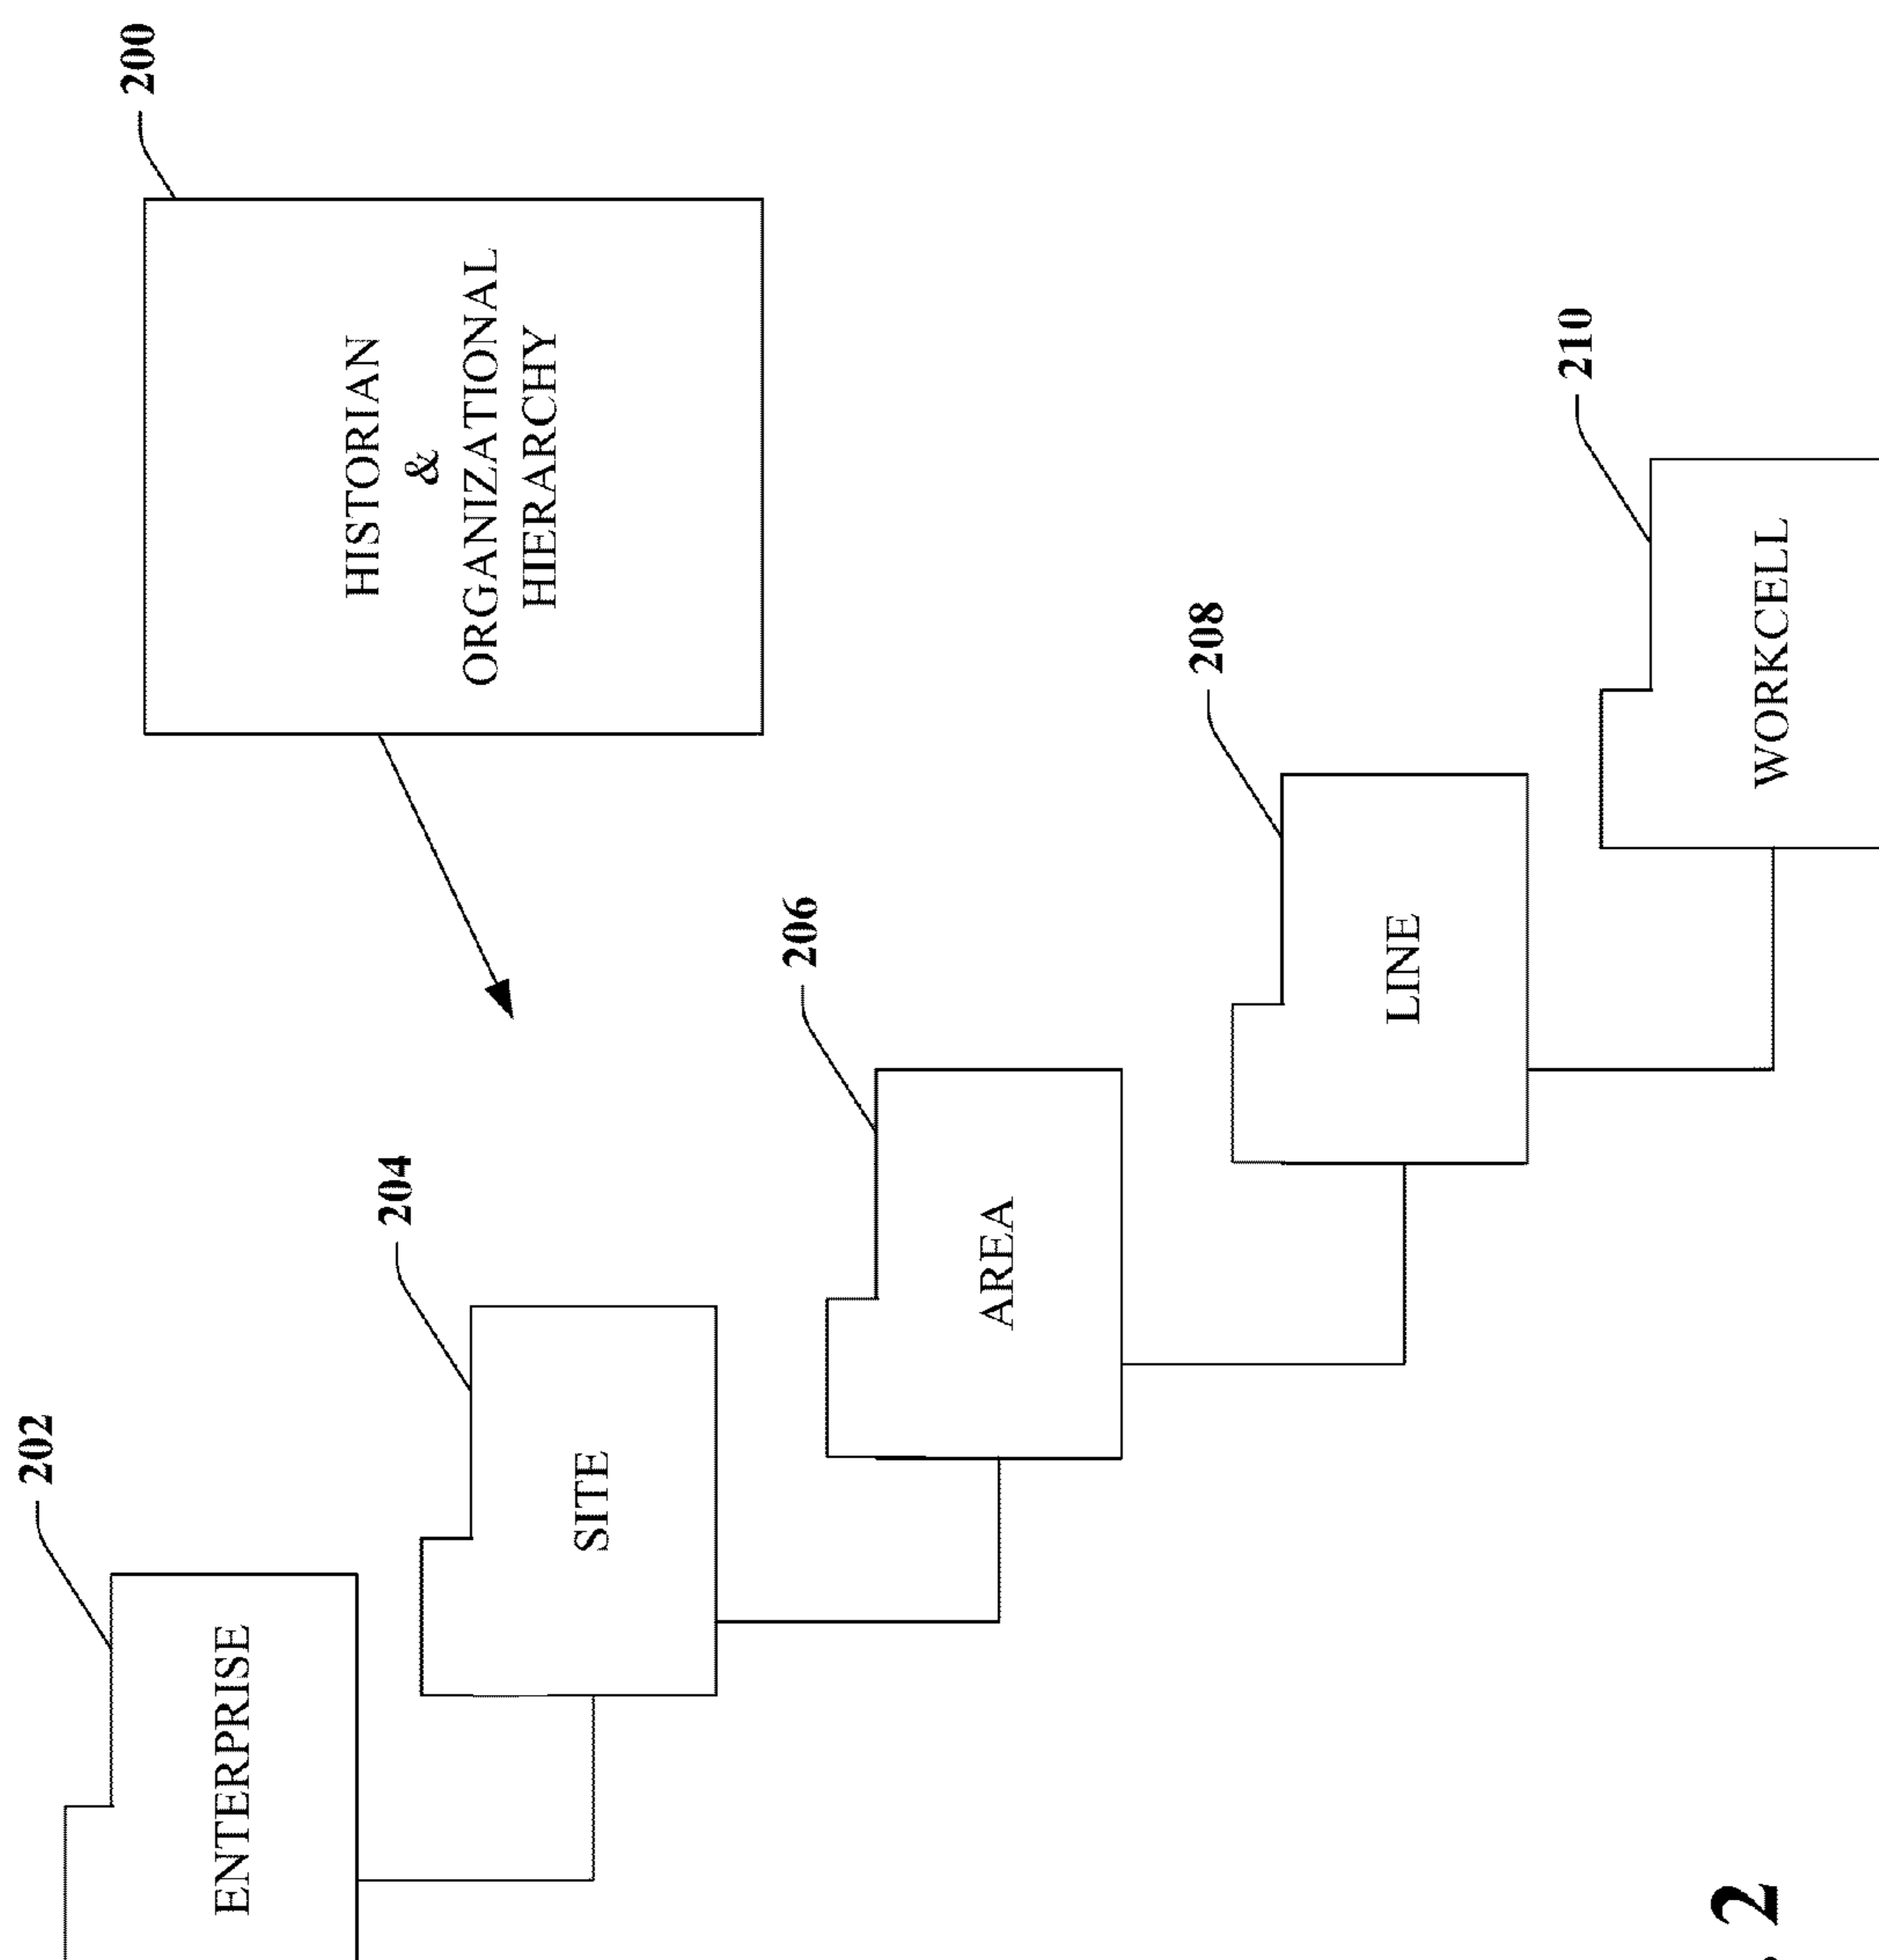 200
HISTORIAN
&
ORGANIZATIONAL
HIERARCHY
202
ENTERPRISE
204
SITE
206
AREA
208
LINE
210
WORKCELL
. 2